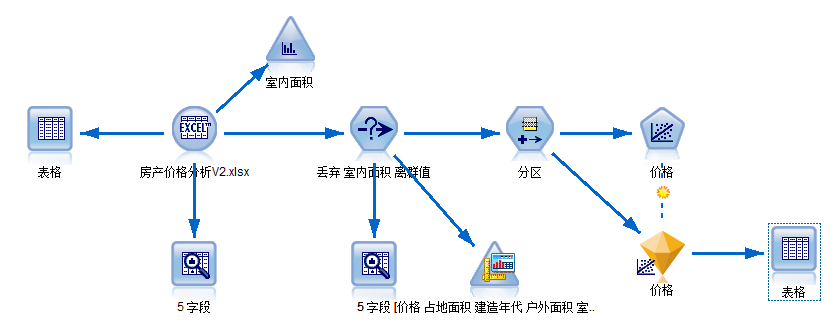 室内面积
EXCEL™
表格
房产价格分析V2.xlsx
丢弃 室内面积 离群值
分区
价格
5 字段
5 字段 [价格 占地面积 建造年代 户外面积 室..
价格
表格